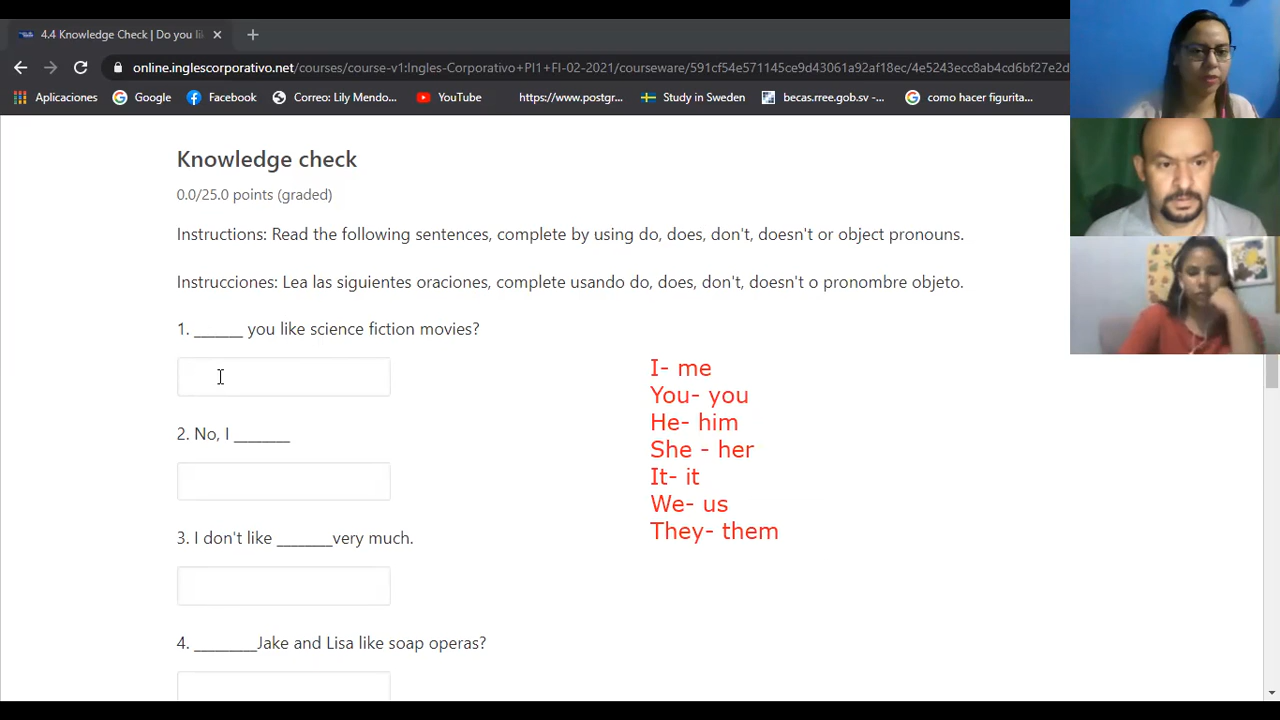 4.4 Knowledge Check | Do you li
online.inglescorporativo.net/courses/course-v1:Ingles-Corporativo+PI1+FI-02-2021/courseware/591cf54e571145ce9d43061a92af18ec/4e5243ecc8ab4cd6bf27e2d
Aplicaciones Google Facebook Correo: Lily Mendo... YouTube https://www.postgr... Study in Sweden becas.rree.gob.sv -... como hacer figurita...
Knowledge check
0.0/25.0 points (graded)
Instructions: Read the following sentences, complete by using do, does, don't, doesn't or object pronouns.
Instrucciones: Lea las siguientes oraciones, complete usando do, does, don't, doesn't o pronombre objeto.
1. ______ you like science fiction movies?
2. No, I _______
3. I don't like _______very much.
4. ________Jake and Lisa like soap operas?
I- me
You- you
He- him
She - her
It- it
We- us
They- them